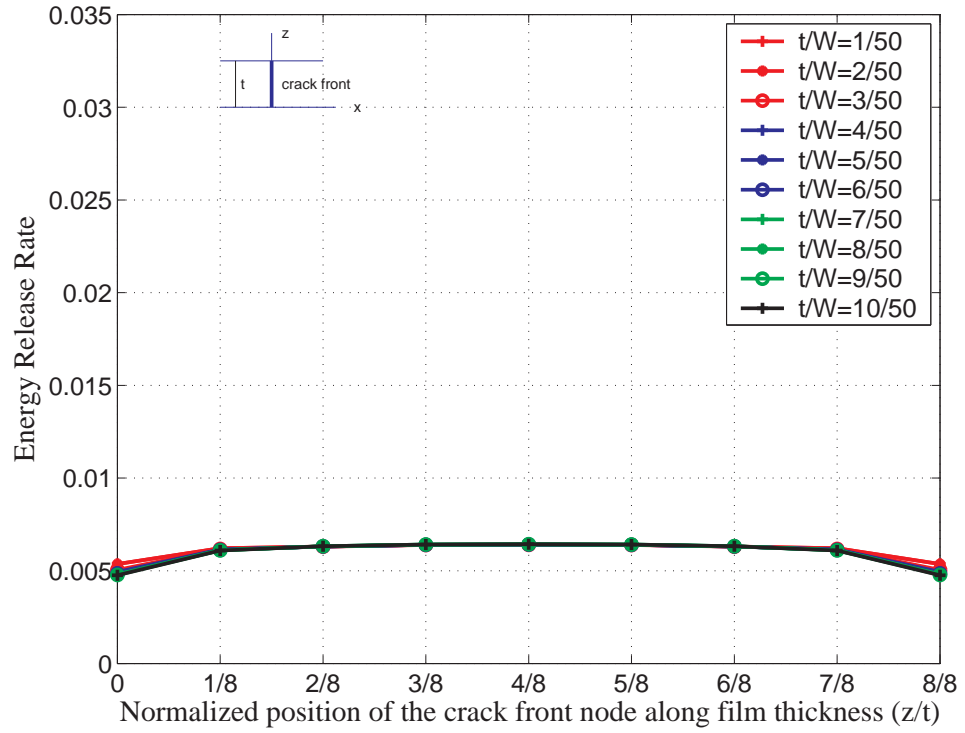 0.035
0.03
0.025
0.02
0.015
0.01
0.005
0
Energy Release Rate
z
t
crack front
x
t/W=1/50
t/W=2/50
t/W=3/50
t/W=4/50
t/W=5/50
t/W=6/50
t/W=7/50
t/W=8/50
t/W=9/50
t/W=10/50
0 1/8 2/8 3/8 4/8 5/8 6/8 7/8 8/8
Normalized position of the crack front node along film thickness (z/t)